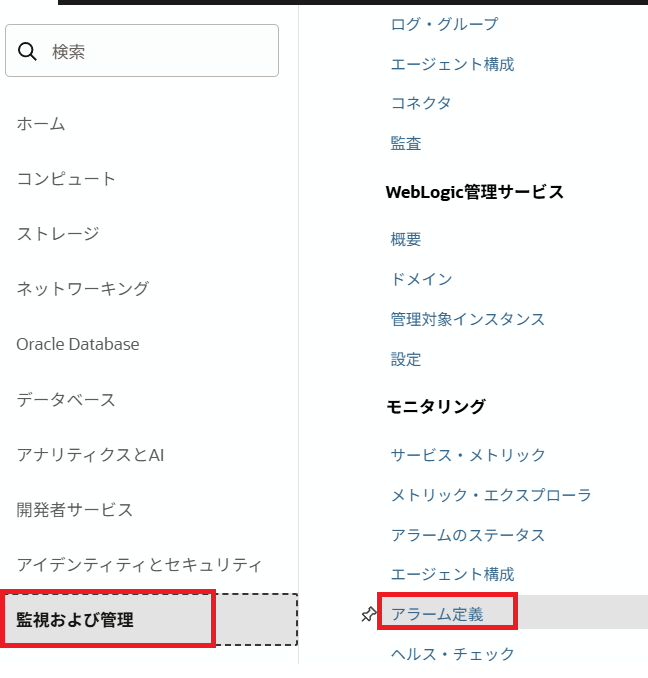 検索
ホーム
コンピュート
ストレージ
ネットワーキング
Oracle Database
データベース
アナリティクスとAI
開発者サービス
アイデンティティとセキュリティ
監視および管理
ログ・グループ
エージェント構成
コネクタ
監査
WebLogic管理サービス
概要
ドメイン
管理対象インスタンス
設定
モニタリング
サービス・メトリック
メトリック・エクスプローラ
アラームのステータス
エージェント構成
アラーム定義
ヘルス・チェック